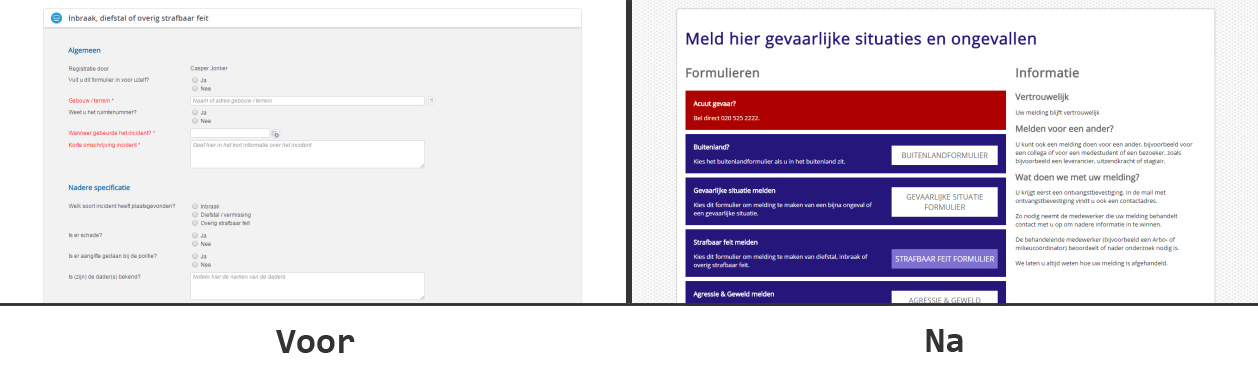 Inbraak, diefstal of overig strafbaar feit
Algemeen
Registratie door
Casper Jonker
Vult u dit formulier in voor uzelf?
Ja
Nee
Gebouw / terrein *
Naam of adres gebouw / terrein
Weet u het ruimtenummer?
Ja
Nee
Wanneer gebeurde het incident? *
Korte omschrijving incident *
Geef hier in het kort informatie over het incident
Nadere specificatie
Welk soort incident heeft plaatsgevonden?
Inbraak
Diefstal / vermissing
Overig strafbaar feit
Is er schade?
Ja
Nee
Is er aangifte gedaan bij de politie?
Ja
Nee
Is (zijn) de dader(s) bekend?
Noteer hier de namen van de daders
Voor
Meld hier gevaarlijke situaties en ongevallen
Formulieren
Acuut gevaar?
Bel direct 020 525 2222.
Buitenland?
Kies het buitenlandformulier als u in het buitenland zit.
BUITENLANDFORMULIER
Gevaarlijke situatie melden
Kies dit formulier om melding te maken van een bijna ongeval of
een gevaarlijke situatie.
GEVAARLIJKE SITUATIE
FORMULIER
Strafbaar feit melden
Kies dit formulier om melding te maken van diefstal, inbraak of
overig strafbaar feit.
STRAFBAAR FEIT FORMULIER
Agressie & Geweld melden
AGRESSIE & GEWELD
Informatie
Vertrouwelijk
Uw melding blijft vertrouwelijk
Melden voor een ander?
U kunt ook een melding doen voor een ander, bijvoorbeeld voor
een collega of voor een medestudent of een bezoeker, zoals
bijvoorbeeld een leverancier, uitzendkracht of stagiair.
Wat doen we met uw melding?
U krijgt eerst een ontvangstbevestiging. In de mail met
ontvangstbevestiging vindt u ook een contactadres.
Zo nodig neemt de medewerker die uw melding behandelt
contact met u op om nadere informatie in te winnen.
De behandelende medewerker (bijvoorbeeld een Arbo- of
milieucoördinator) beoordeelt of nader onderzoek nodig is.
We laten u altijd weten hoe uw melding is afgehandeld.
Na